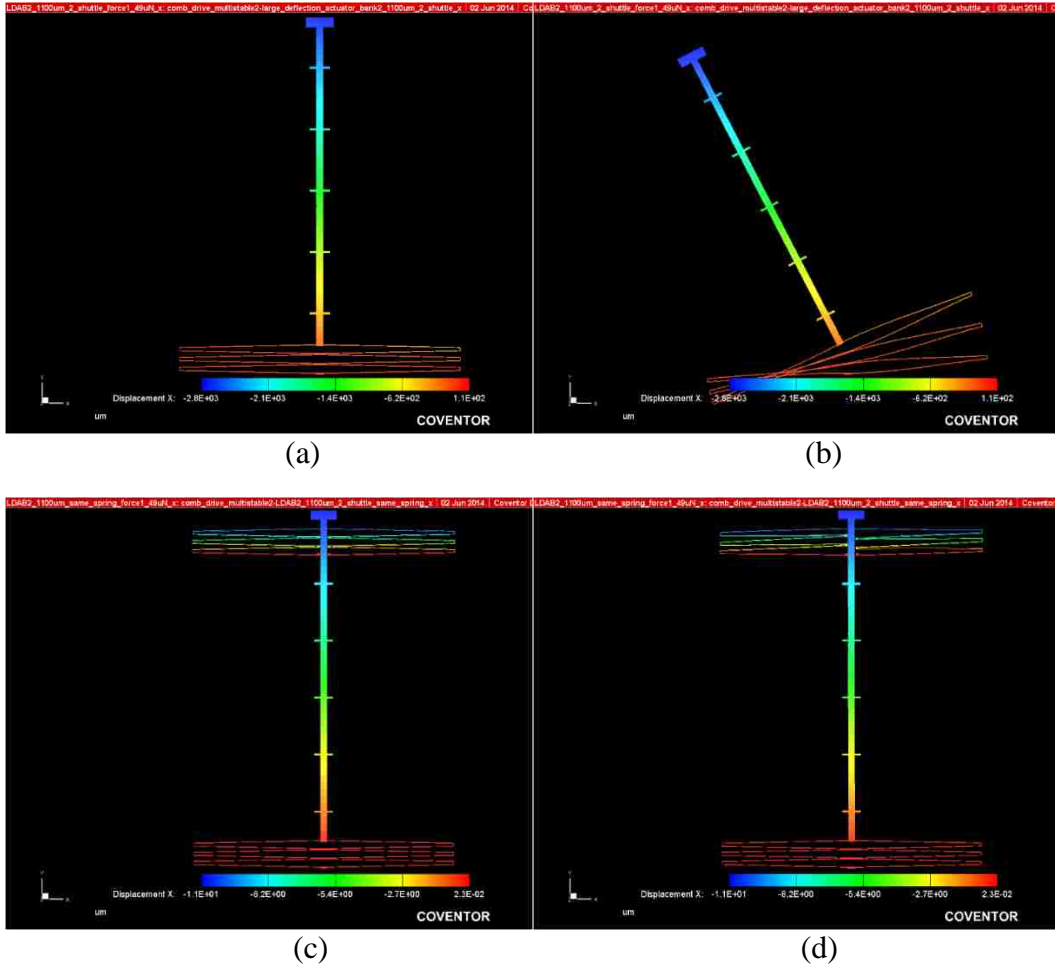 LDAB2_1100um_2_shuttle_force1_49uN_x: comb_drive_multistable2-large_deflection_actuator_bank2_1100um_2_shuttle_x | 02 Jun 2014 | Co
LDAB2_1100um_2_shuttle_force1_49uN_x: comb_drive_multistable2-large_deflection_actuator_bank2_1100um_2_shuttle_x | 02 Jun 2014 | Co
Y
X
Displacement X: -2.8E+03 -2.1E+03 -1.4E+03 -6.2E+02 1.1E+02
um
COVENTOR
Y
X
Displacement X: -2.8E+03 -2.1E+03 -1.4E+03 -6.2E+02 1.1E+02
um
COVENTOR
(a)
(b)
LDAB2_1100um_same_spring_force1_49uN_x: comb_drive_multistable2-LDAB2_1100um_2_shuttle_same_spring_x | 02 Jun 2014 | Coventor
LDAB2_1100um_same_spring_force1_49uN_x: comb_drive_multistable2-LDAB2_1100um_2_shuttle_same_spring_x | 02 Jun 2014 | Coventor
Y
X
Displacement X: -1.1E+01 -8.2E+00 -5.4E+00 -2.7E+00 2.3E-02
um
COVENTOR
Y
X
Displacement X: -1.1E+01 -8.2E+00 -5.4E+00 -2.7E+00 2.3E-02
um
COVENTOR
(c)
(d)